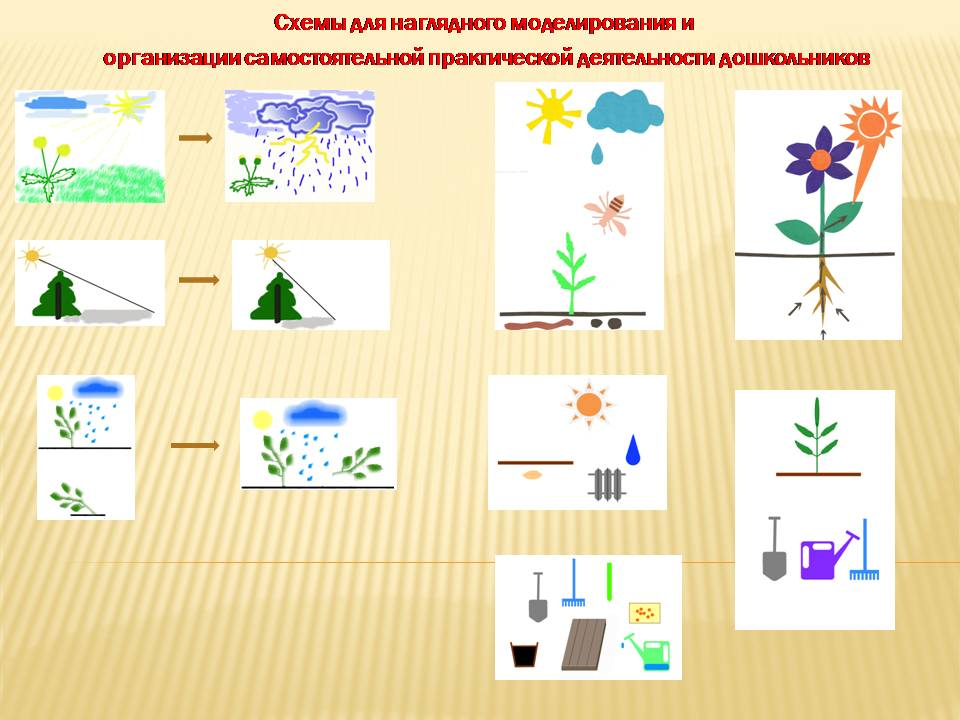 Схемы для наглядного моделирования и
организации самостоятельной практической деятельности дошкольников